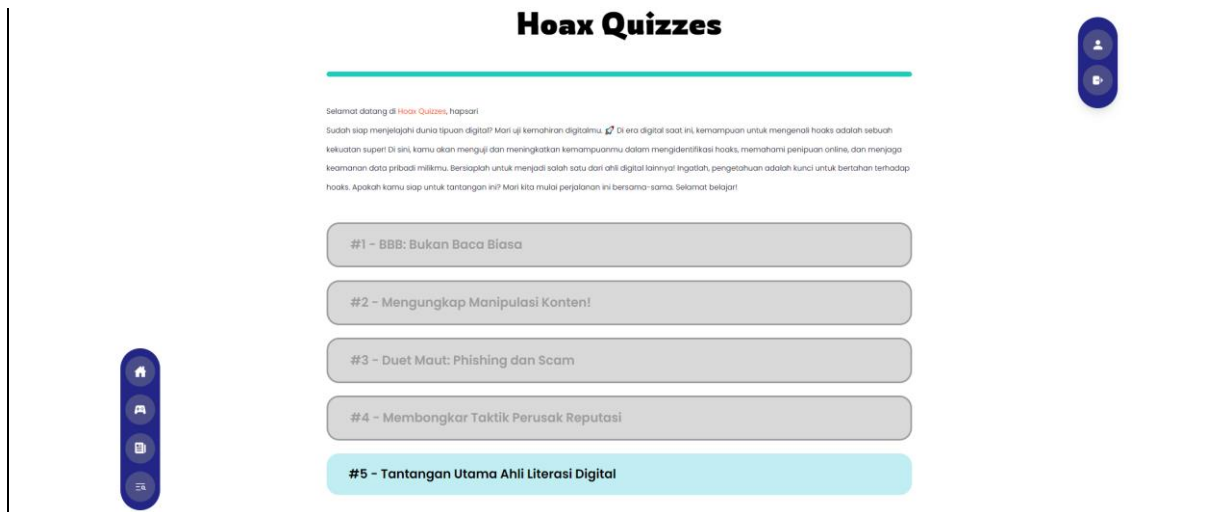 Hoax Quizzes
Selamat datang di Hoax Quizzes, hapsari
Sudah siap menjelajahi dunia tipuan digital? Mari uji kemahiran digitalmu. 🚀 Di era digital saat ini, kemampuan untuk mengenali hoaks adalah sebuah
kekuatan super! Di sini, kamu akan menguji dan meningkatkan kemampuanmu dalam mengidentifikasi hoaks, memahami penipuan online, dan menjaga
keamanan data pribadi milikmu. Bersiaplah untuk menjadi salah satu dari ahli digital lainnya! Ingatlah, pengetahuan adalah kunci untuk bertahan terhadap
hoaks. Apakah kamu siap untuk tantangan ini? Mari kita mulai perjalanan ini bersama-sama. Selamat belajar!
#1 - BBB: Bukan Baca Biasa
#2 - Mengungkap Manipulasi Konten!
#3 - Duet Maut: Phishing dan Scam
#4 - Membongkar Taktik Perusak Reputasi
#5 - Tantangan Utama Ahli Literasi Digital